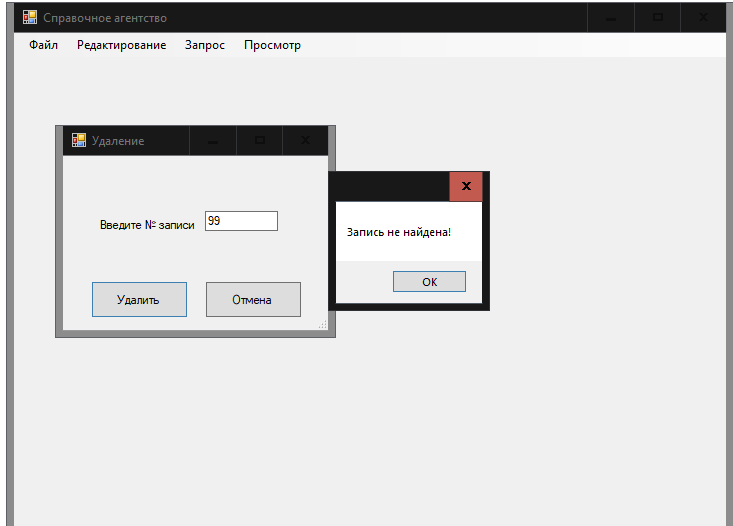 Справочное агентство
Файл Редактирование Запрос Просмотр
Удаление
Введите № записи 99
Удалить Отмена
Запись не найдена!
OK